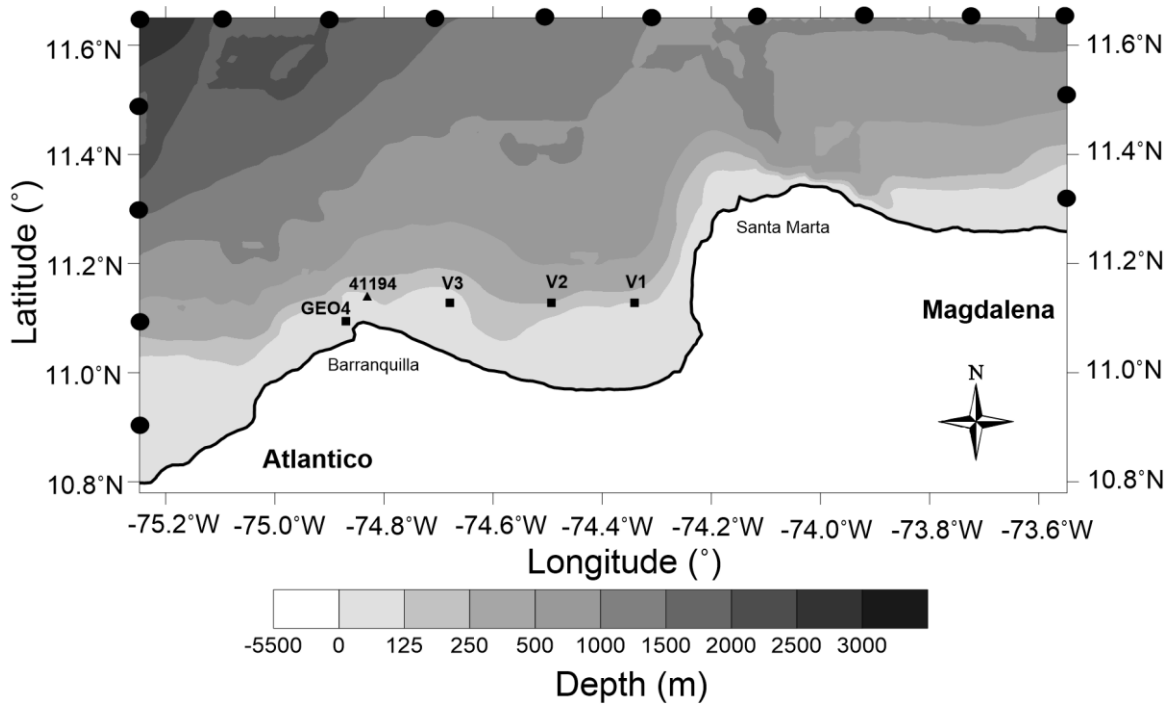 11.6°N
11.6°N
11.4°N
11.4°N
Latitude (°)
11.2°N
11.2°N
Santa Marta
41194
V3
V2
V1
GEO4
Magdalena
Barranquilla
11.0°N
11.0°N
N
Atlantico
10.8°N
10.8°N
-75.2°W -75.0°W -74.8°W -74.6°W -74.4°W -74.2°W -74.0°W -73.8°W -73.6°W
Longitude (°)
-5500 0 125 250 500 1000 1500 2000 2500 3000
Depth (m)